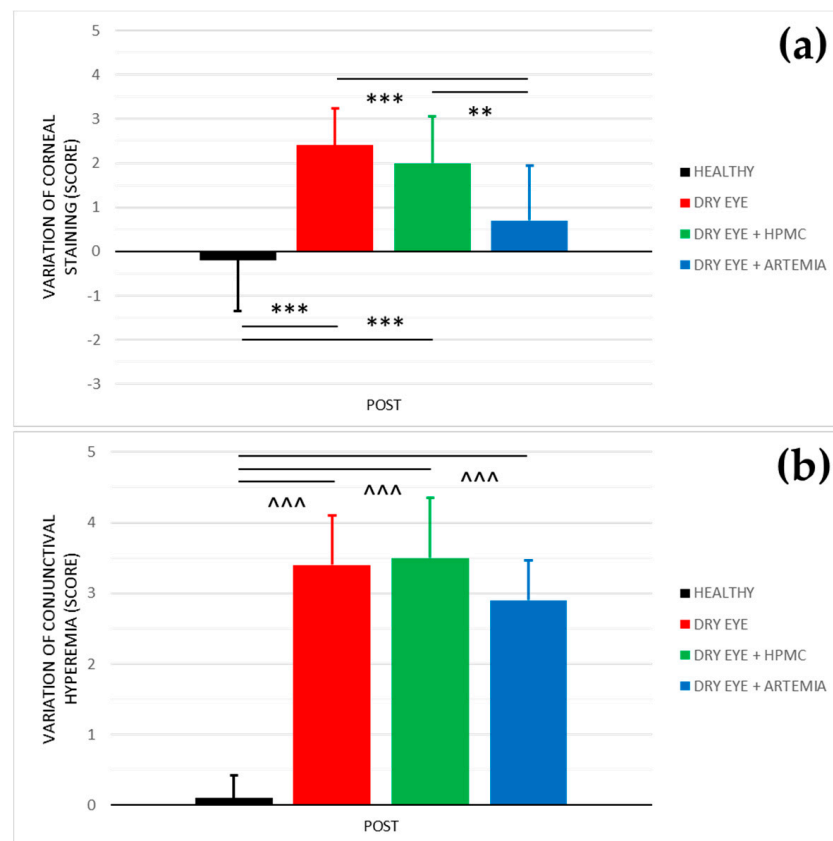 (a)
5
4
3
2
1
0
-1
-2
-3
VARIATION OF CORNEAL
STAINING (SCORE)
***
**
***
***
POST
HEALTHY
DRY EYE
DRY EYE + HPMC
DRY EYE + ARTEMIA
(b)
5
4
3
2
1
0
VARIATION OF CONJUNCTIVAL
HYPEREMIA (SCORE)
^^^
^^^
^^^
POST
HEALTHY
DRY EYE
DRY EYE + HPMC
DRY EYE + ARTEMIA